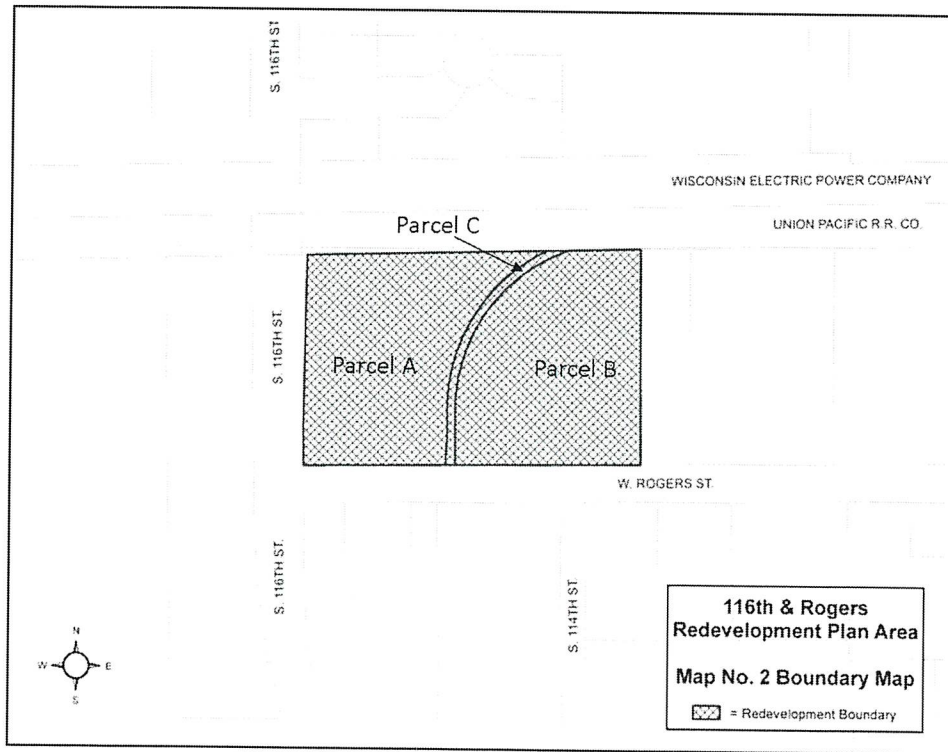 S. 116TH ST
WISCONSIN ELECTRIC POWER COMPANY
UNION PACIFIC R.R. CO.
Parcel C
S. 116TH ST.
Parcel A
Parcel B
W. ROGERS ST.
S. 116TH ST.
S. 114TH ST.
N
W
E
S
116th & Rogers
Redevelopment Plan Area
Map No. 2 Boundary Map
= Redevelopment Boundary